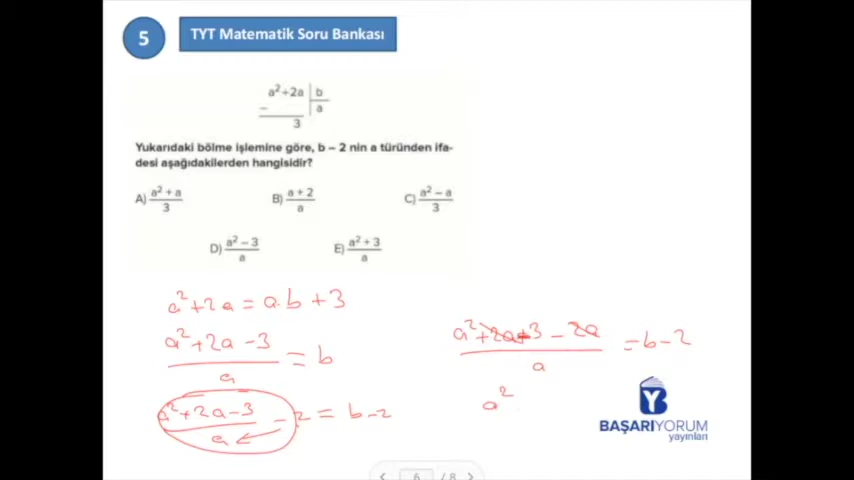 5 TYT Matematik Soru Bankası
a²+2a | b
− | a
3
Yukarıdaki bölme işlemine göre, b – 2 nin a türünden ifa-
desi aşağıdakilerden hangisidir?
A) (a² + a)/3 B) (a + 2)/a C) (a² – a)/3
D) (a² – 3)/a E) (a² + 3)/a
a²+2a = a.b+3
(a²+2a-3)/a = b
(a²+2a-3)/a - 2 = b-2
(a²+2a-3-2a)/a = b-2
a²
BAŞARIYORUM
yayınları
6 / 8